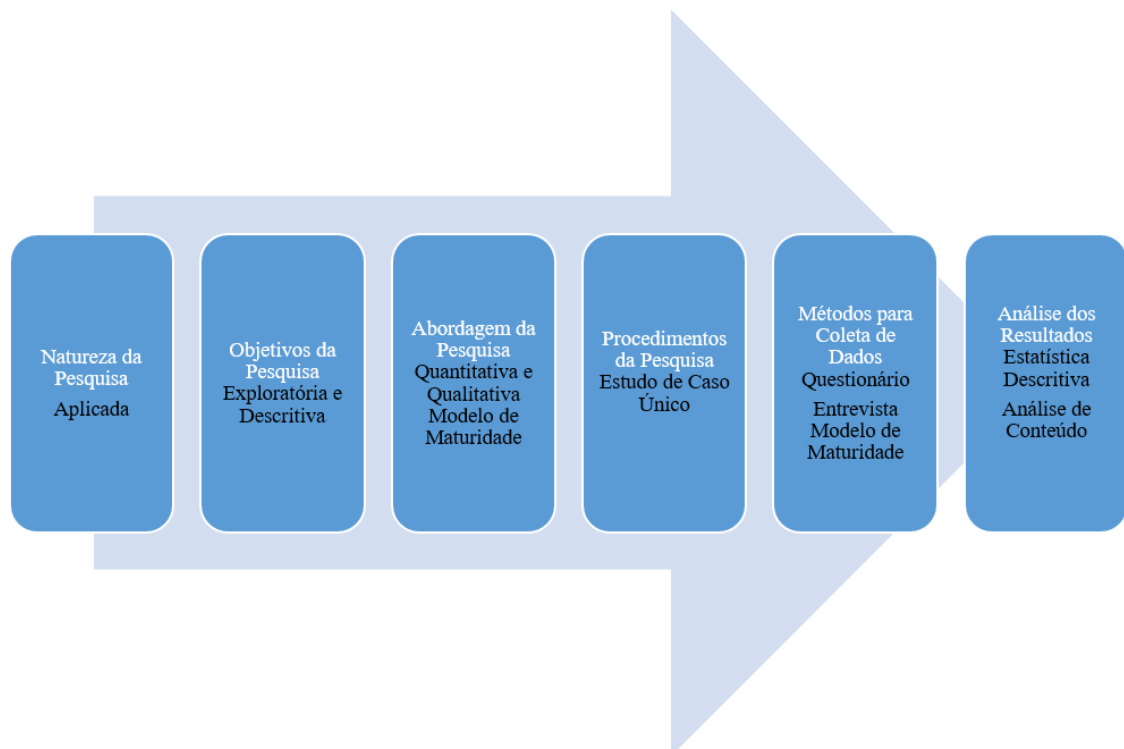 Natureza da
Pesquisa
Aplicada
Objetivos da
Pesquisa
Exploratória e
Descritiva
Abordagem da
Pesquisa
Quantitativa e
Qualitativa
Modelo de
Maturidade
Procedimentos
da Pesquisa
Estudo de Caso
Único
Métodos para
Coleta de
Dados
Questionário
Entrevista
Modelo de
Maturidade
Análise dos
Resultados
Estatística
Descritiva
Análise de
Conteúdo